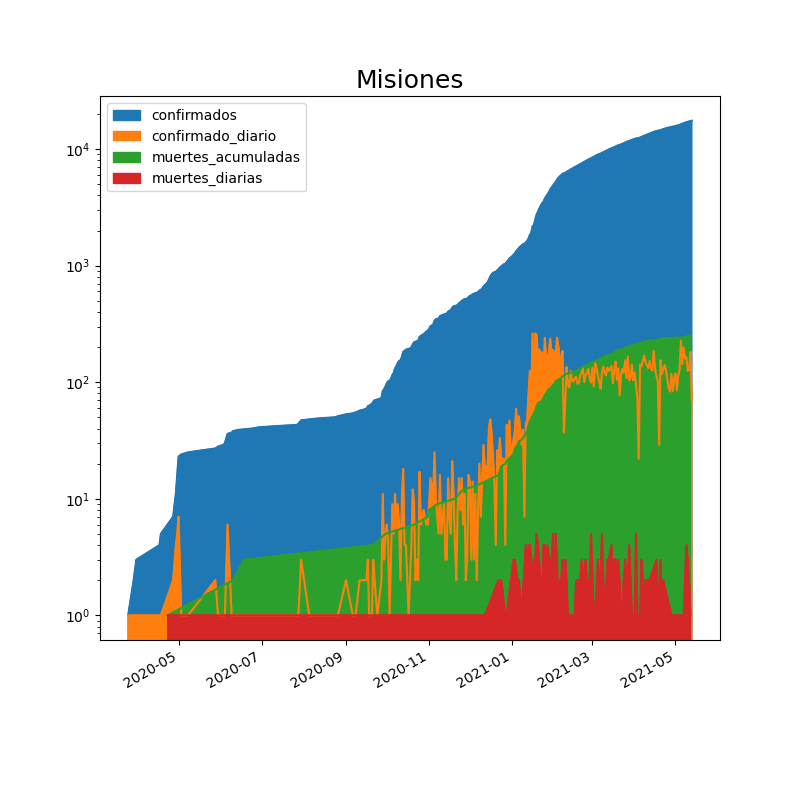 Misiones
confirmados
confirmado_diario
muertes_acumuladas
muertes_diarias
10^4
10^3
10^2
10^1
10^0
2020-05
2020-07
2020-09
2020-11
2021-01
2021-03
2021-05